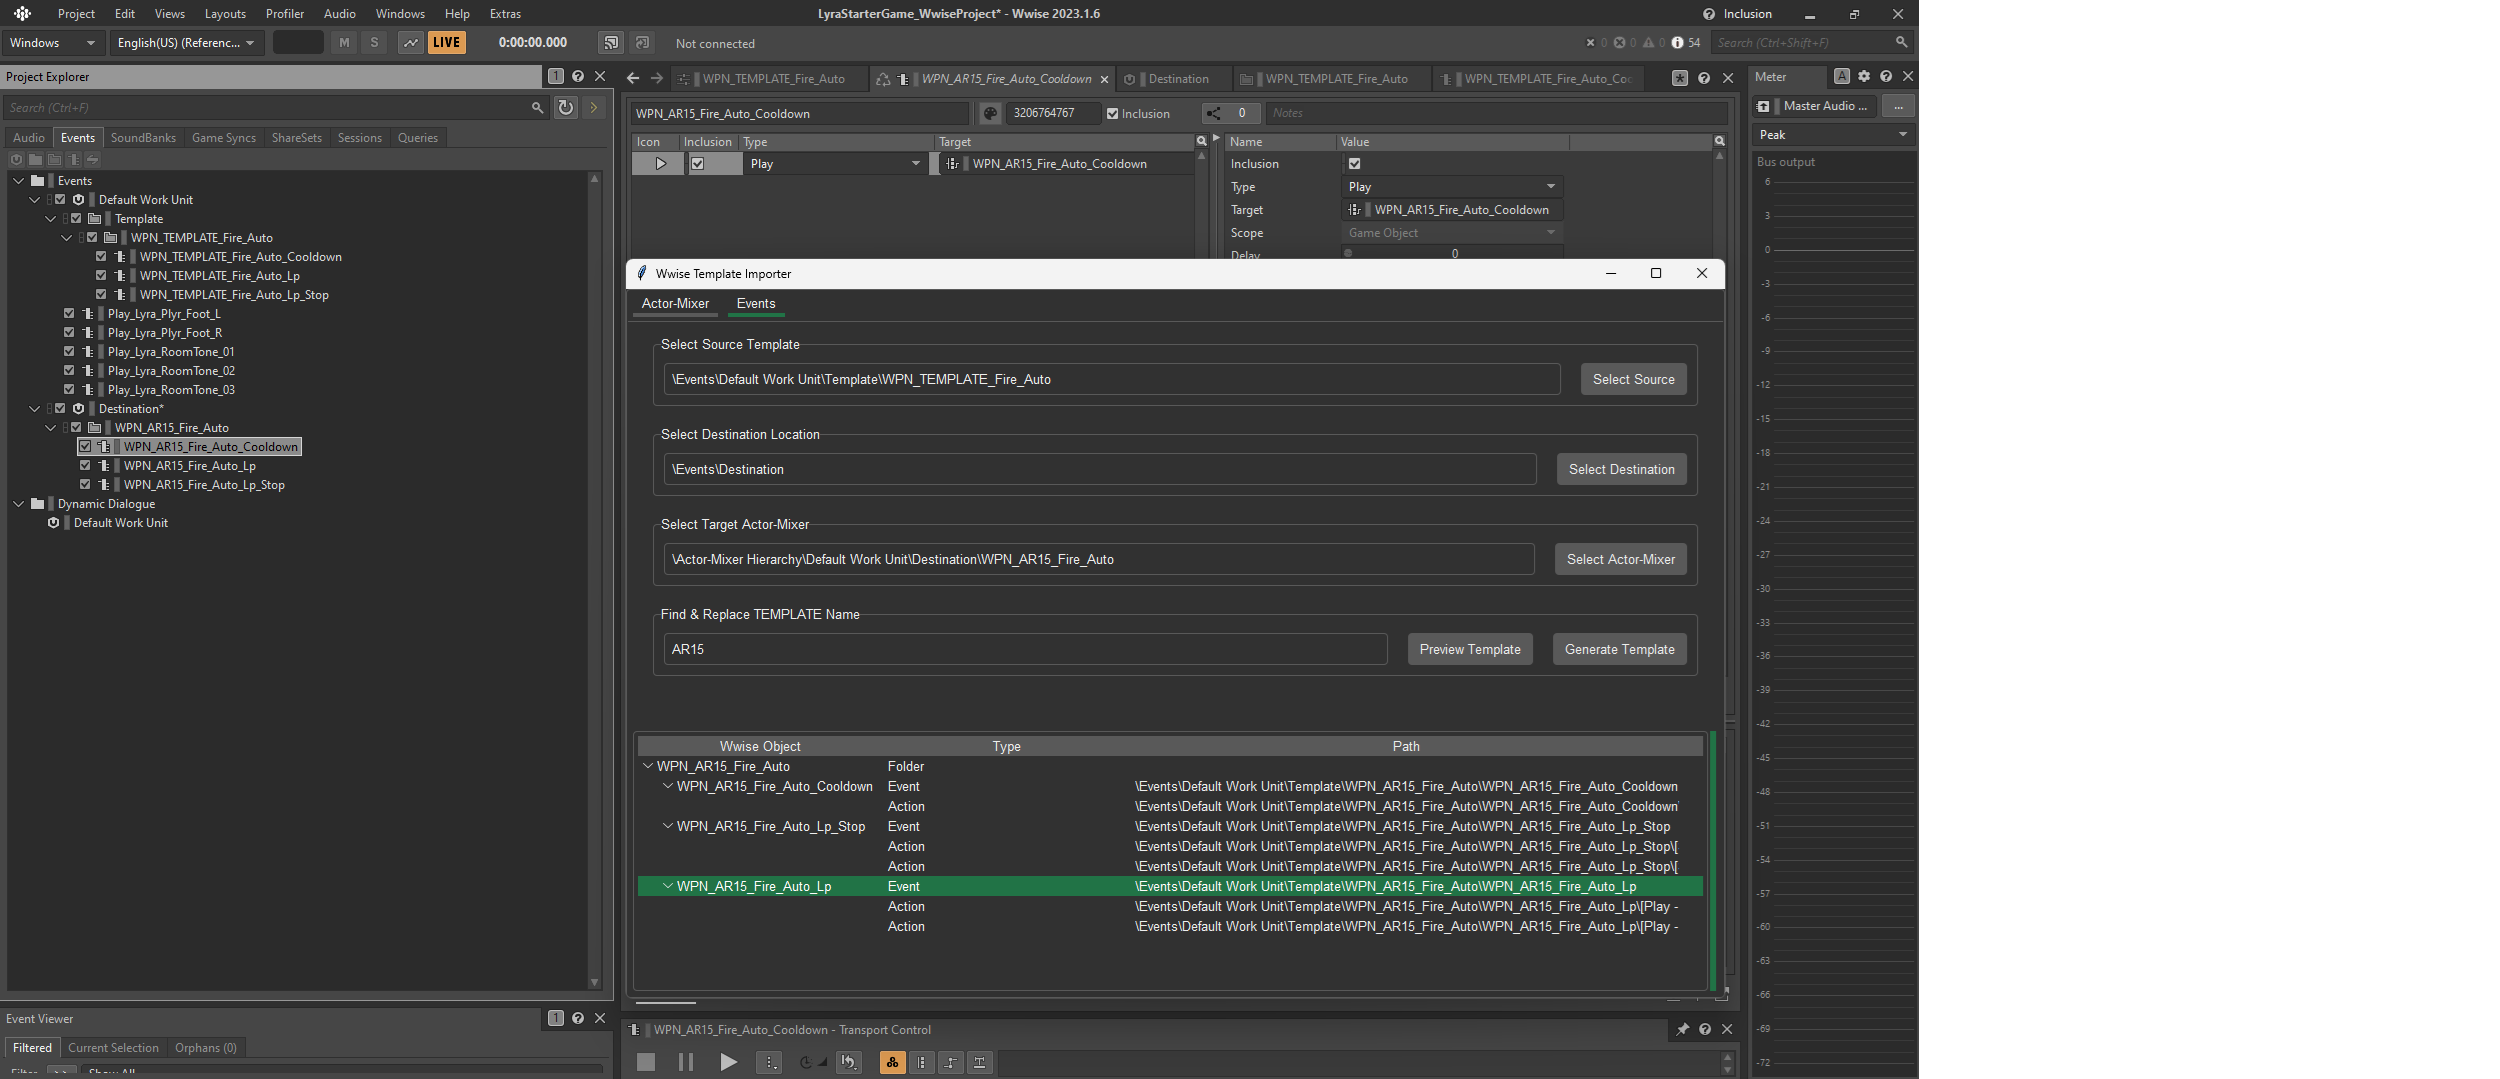 Project Edit Views Layouts Profiler Audio Windows Help Extras
LyraStarterGame_WwiseProject* - Wwise 2023.1.6
Inclusion
Windows
English(US) (Referenc...
M
S
LIVE
0:00:00.000
Not connected
0 0 0 54
Search (Ctrl+Shift+F)
Project Explorer
1
Search (Ctrl+F)
Audio Events SoundBanks Game Syncs ShareSets Sessions Queries
Events
Default Work Unit
Template
WPN_TEMPLATE_Fire_Auto
WPN_TEMPLATE_Fire_Auto_Cooldown
WPN_TEMPLATE_Fire_Auto_Lp
WPN_TEMPLATE_Fire_Auto_Lp_Stop
Play_Lyra_Plyr_Foot_L
Play_Lyra_Plyr_Foot_R
Play_Lyra_RoomTone_01
Play_Lyra_RoomTone_02
Play_Lyra_RoomTone_03
Destination*
WPN_AR15_Fire_Auto
WPN_AR15_Fire_Auto_Cooldown
WPN_AR15_Fire_Auto_Lp
WPN_AR15_Fire_Auto_Lp_Stop
Dynamic Dialogue
Default Work Unit
Event Viewer
1
Filtered Current Selection Orphans (0)
Filter >> Show All
WPN_TEMPLATE_Fire_Auto
WPN_AR15_Fire_Auto_Cooldown
Destination
WPN_TEMPLATE_Fire_Auto
WPN_TEMPLATE_Fire_Auto_Coo
WPN_AR15_Fire_Auto_Cooldown
3206764767
Inclusion
0
Notes
Icon Inclusion Type Target
Play WPN_AR15_Fire_Auto_Cooldown
Name Value
Inclusion
Type Play
Target WPN_AR15_Fire_Auto_Cooldown
Scope Game Object
Delay 0
Wwise Template Importer
Actor-Mixer Events
Select Source Template
\Events\Default Work Unit\Template\WPN_TEMPLATE_Fire_Auto
Select Source
Select Destination Location
\Events\Destination
Select Destination
Select Target Actor-Mixer
\Actor-Mixer Hierarchy\Default Work Unit\Destination\WPN_AR15_Fire_Auto
Select Actor-Mixer
Find & Replace TEMPLATE Name
AR15
Preview Template
Generate Template
Wwise Object Type Path
WPN_AR15_Fire_Auto Folder
WPN_AR15_Fire_Auto_Cooldown Event \Events\Default Work Unit\Template\WPN_AR15_Fire_Auto\WPN_AR15_Fire_Auto_Cooldown
Action \Events\Default Work Unit\Template\WPN_AR15_Fire_Auto\WPN_AR15_Fire_Auto_Cooldown
WPN_AR15_Fire_Auto_Lp_Stop Event \Events\Default Work Unit\Template\WPN_AR15_Fire_Auto\WPN_AR15_Fire_Auto_Lp_Stop
Action \Events\Default Work Unit\Template\WPN_AR15_Fire_Auto\WPN_AR15_Fire_Auto_Lp_Stop\[
Action \Events\Default Work Unit\Template\WPN_AR15_Fire_Auto\WPN_AR15_Fire_Auto_Lp_Stop\[
WPN_AR15_Fire_Auto_Lp Event \Events\Default Work Unit\Template\WPN_AR15_Fire_Auto\WPN_AR15_Fire_Auto_Lp
Action \Events\Default Work Unit\Template\WPN_AR15_Fire_Auto\WPN_AR15_Fire_Auto_Lp\[Play -
Action \Events\Default Work Unit\Template\WPN_AR15_Fire_Auto\WPN_AR15_Fire_Auto_Lp\[Play -
WPN_AR15_Fire_Auto_Cooldown - Transport Control
Meter
A
Master Audio ...
...
Peak
Bus output
6
3
0
-3
-6
-9
-12
-15
-18
-21
-24
-27
-30
-33
-36
-39
-42
-45
-48
-51
-54
-57
-60
-63
-66
-69
-72